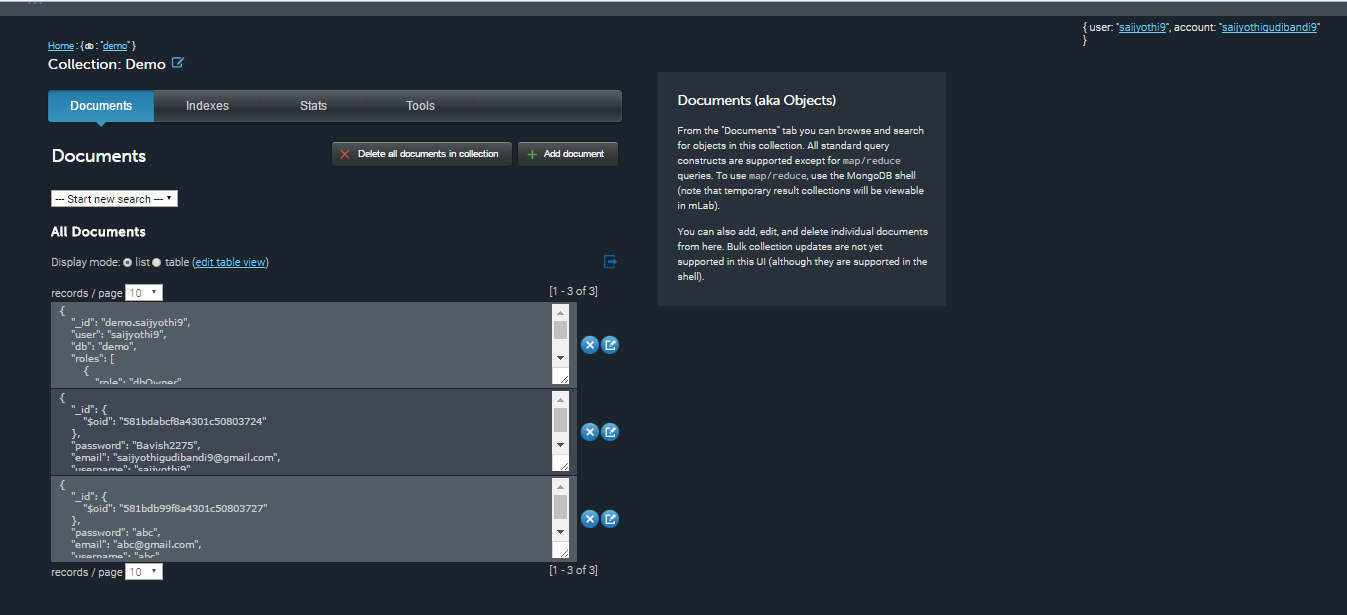 { user: "saijyothi9", account: "saijyothigudibandi9"
}
Home : { db : "demo" }
Collection: Demo
Documents Indexes Stats Tools
Documents
Delete all documents in collection
Add document
--- Start new search ---
All Documents
Display mode: list table (edit table view)
records / page 10
[1 - 3 of 3]
{
"_id": "demo.saijyothi9",
"user": "saijyothi9",
"db": "demo",
"roles": [
{
"role": "dbOwner"
{
"_id": {
"$oid": "581bdabcf8a4301c50803724"
},
"password": "Bavish2275",
"email": "saijyothigudibandi9@gmail.com",
"username": "saijyothi9"
{
"_id": {
"$oid": "581bdb99f8a4301c50803727"
},
"password": "abc",
"email": "abc@gmail.com",
"username": "abc"
records / page 10
[1 - 3 of 3]
Documents (aka Objects)
From the "Documents" tab you can browse and search
for objects in this collection. All standard query
constructs are supported except for map/reduce
queries. To use map/reduce, use the MongoDB shell
(note that temporary result collections will be viewable
in mLab).
You can also add, edit, and delete individual documents
from here. Bulk collection updates are not yet
supported in this UI (although they are supported in the
shell).